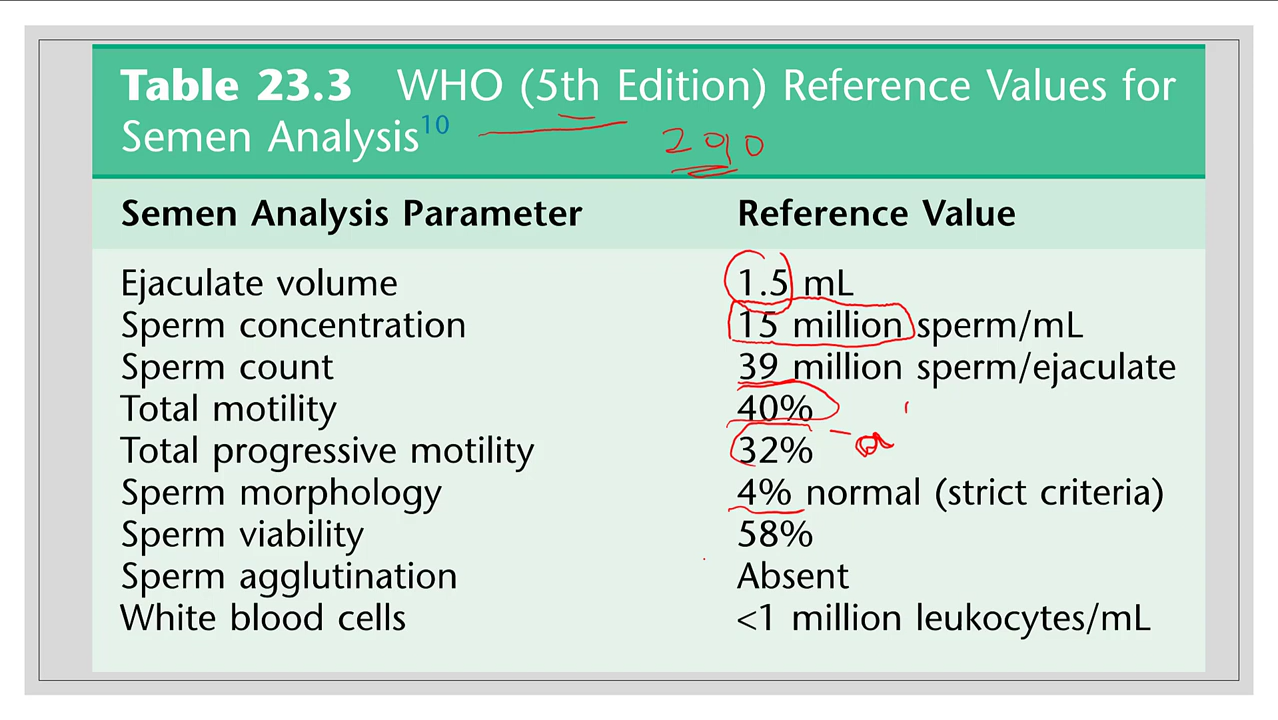 Table 23.3 WHO (5th Edition) Reference Values for
Semen Analysis10
Semen Analysis Parameter Reference Value
Ejaculate volume 1.5 mL
Sperm concentration 15 million sperm/mL
Sperm count 39 million sperm/ejaculate
Total motility 40%
Total progressive motility 32%
Sperm morphology 4% normal (strict criteria)
Sperm viability 58%
Sperm agglutination Absent
White blood cells <1 million leukocytes/mL